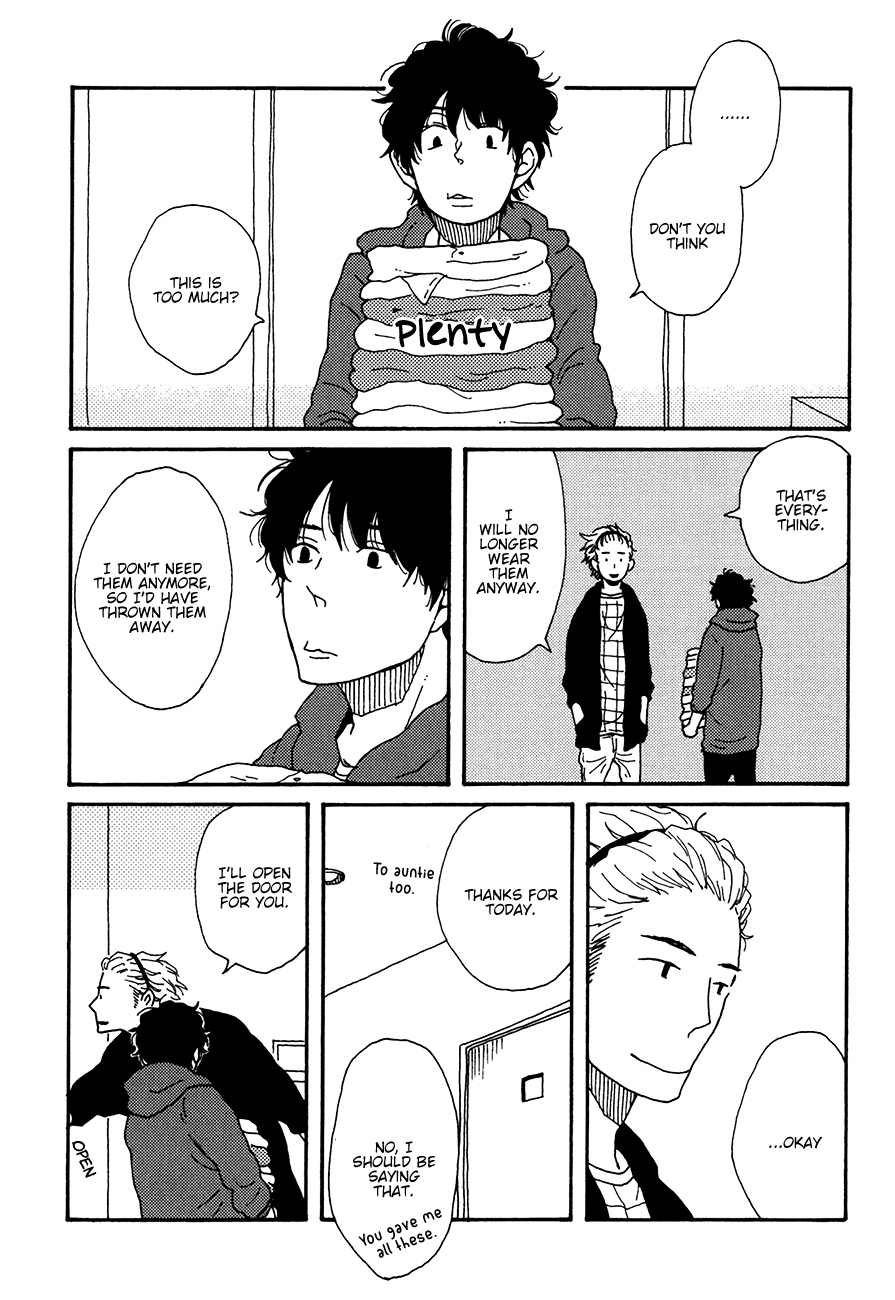 ......
DON'T YOU
THINK
THIS IS
TOO MUCH?
Plenty
THAT'S
EVERY-
THING.
I
WILL NO
LONGER
WEAR
THEM
ANYWAY.
I DON'T NEED
THEM ANYMORE,
SO I'D HAVE
THROWN THEM
AWAY.
...OKAY
THANKS FOR
TODAY.
To auntie
too.
NO, I
SHOULD BE
SAYING
THAT.
You gave me
all these.
I'LL OPEN
THE DOOR
FOR YOU.
OPEN